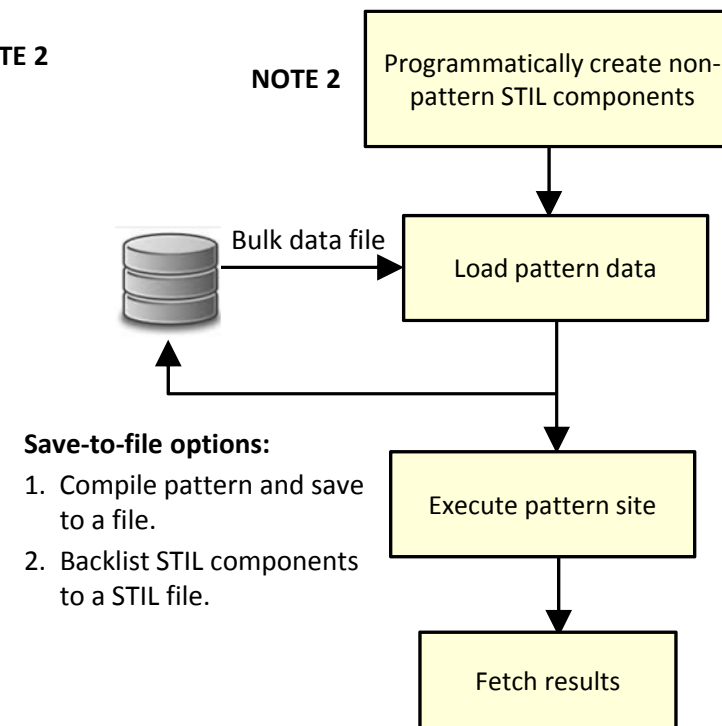 TE 2
NOTE 2
Programmatically create non-
pattern STIL components
Bulk data file
Load pattern data
Save-to-file options:
1. Compile pattern and save
to a file.
2. Backlist STIL components
to a STIL file.
Execute pattern site
Fetch results